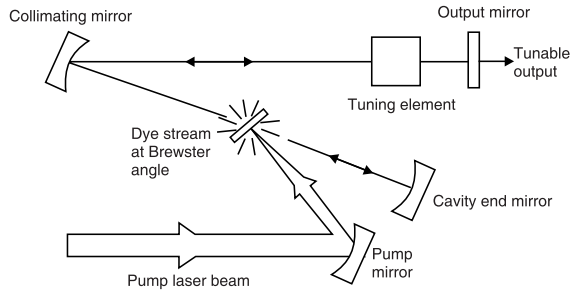 Collimating mirror
Output mirror
Tunable
output
Tuning element
Dye stream
at Brewster
angle
Cavity end mirror
Pump
mirror
Pump laser beam